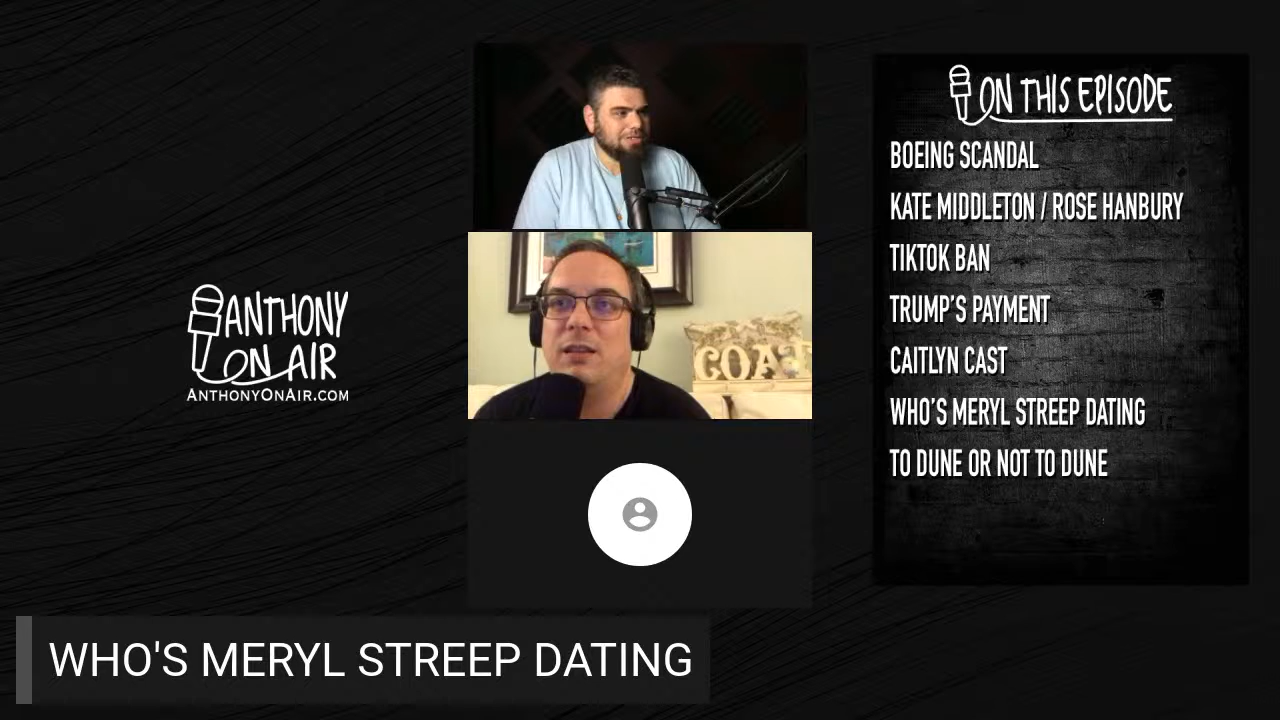 ANTHONY
ON AIR
ANTHONYONAIR.COM
COAT
ON THIS EPISODE
BOEING SCANDAL
KATE MIDDLETON / ROSE HANBURY
TIKTOK BAN
TRUMP'S PAYMENT
CAITLYN CAST
WHO'S MERYL STREEP DATING
TO DUNE OR NOT TO DUNE
WHO'S MERYL STREEP DATING